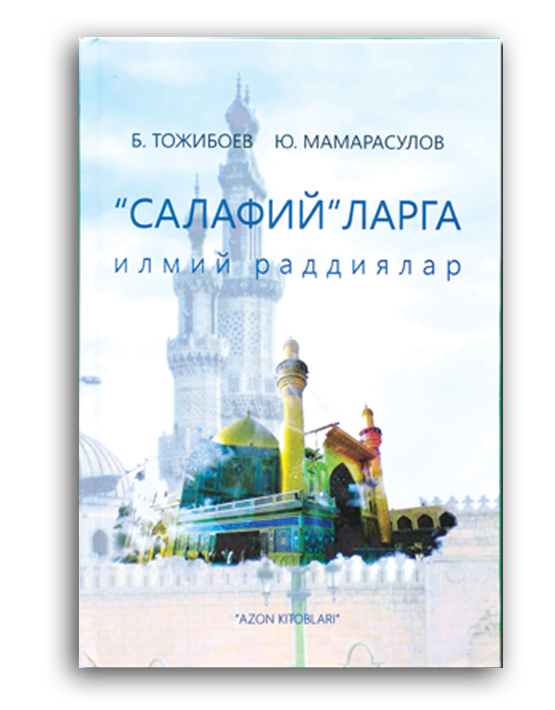 Б. ТОЖИБОЕВ Ю. МАМАРАСУЛОВ
“САЛАФИЙ“ЛАРГА
илмий раддиялар
“AZON KITOBLARI“